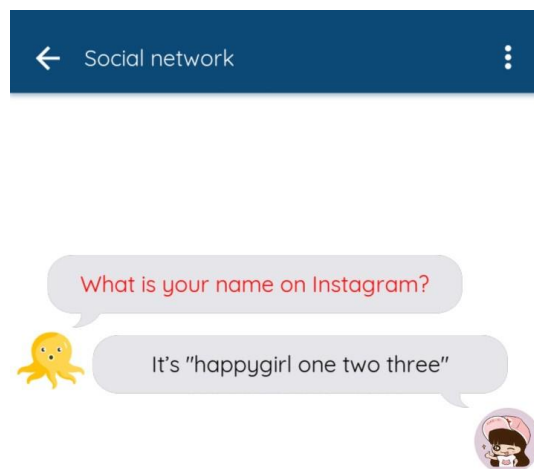 Social network
What is your name on Instagram?
It's "happygirl one two three"